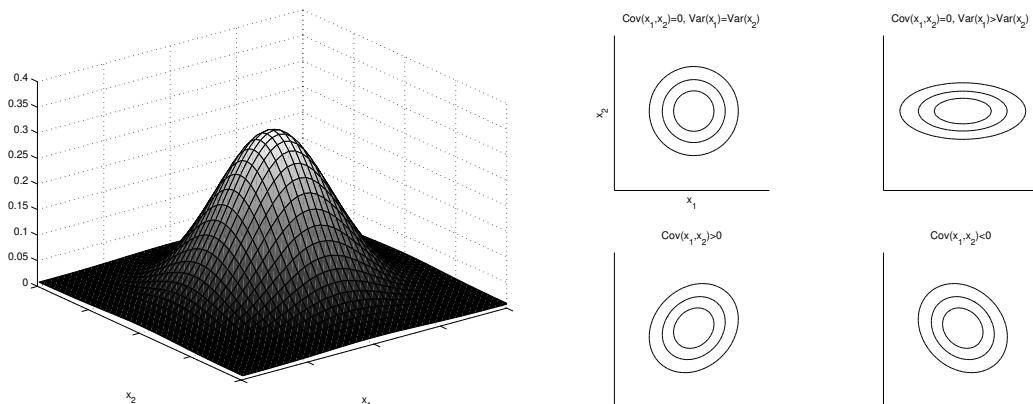 0.4
0.35
0.3
0.25
0.2
0.15
0.1
0.05
0
x2
x1
Cov(x1,x2)=0, Var(x1)=Var(x2)
x2
x1
Cov(x1,x2)=0, Var(x1)>Var(x2)
Cov(x1,x2)>0
Cov(x1,x2)<0